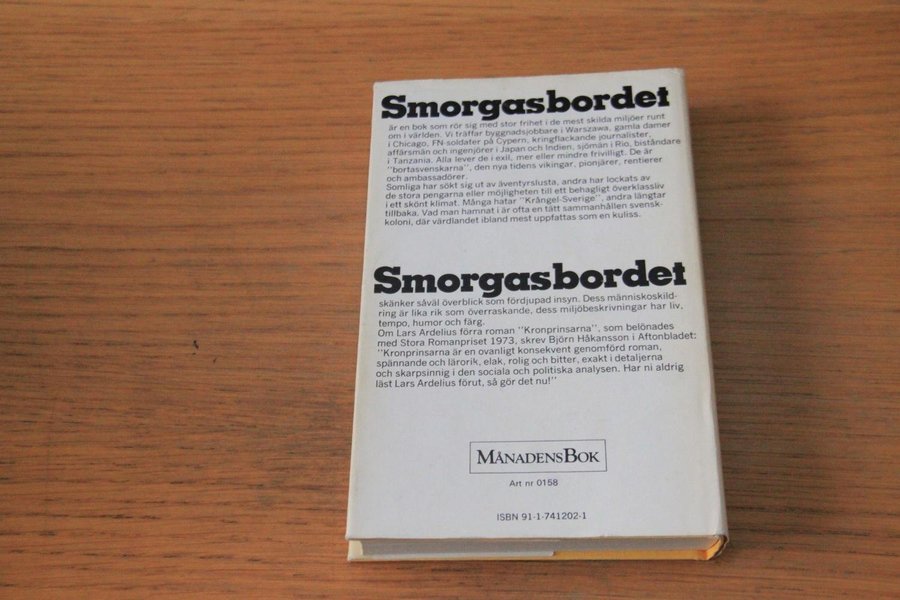 Smorgasbordet
är en bok som rör sig med stor frihet i de mest skilda miljöer runt
om i världen. Vi träffar byggnadsjobbare i Warszawa, gamla damer
i Chicago, FN-soldater på Cypern, kringflackande journalister,
affärsmän och ingenjörer i Japan och Indien, sjömän i Rio, biståndare
i Tanzania. Alla lever de i exil, mer eller mindre frivilligt. De är
"bortasvenskarna", den nya tidens vikingar, pionjärer, rentierer
och ambassadörer.
Somliga har sökt sig ut av äventyrslusta, andra har lockats av
de stora pengarna eller möjligheten till ett behagligt överklassliv
i ett skönt klimat. Många hatar "Krångel-Sverige", andra längtar
tillbaka. Vad man hamnat i är ofta en tätt sammanhållen svensk-
koloni, där värdlandet ibland mest uppfattas som en kuliss.
Smorgasbordet
skänker såväl överblick som fördjupad insyn. Dess människoskild-
ring är lika rik som överraskande, dess miljöbeskrivningar har liv,
tempo, humor och färg.
Om Lars Ardelius förra roman "Kronprinsarna", som belönades
med Stora Romanpriset 1973, skrev Björn Håkansson i Aftonbladet:
"Kronprinsarna är en ovanligt konsekvent genomförd roman,
spännande och lärorik, elak, rolig och bitter, exakt i detaljerna
och skarpsinnig i den sociala och politiska analysen. Har ni aldrig
läst Lars Ardelius förut, så gör det nu!"
MÅNADENSBOK
Art nr 0158
ISBN 91-1-741202-1